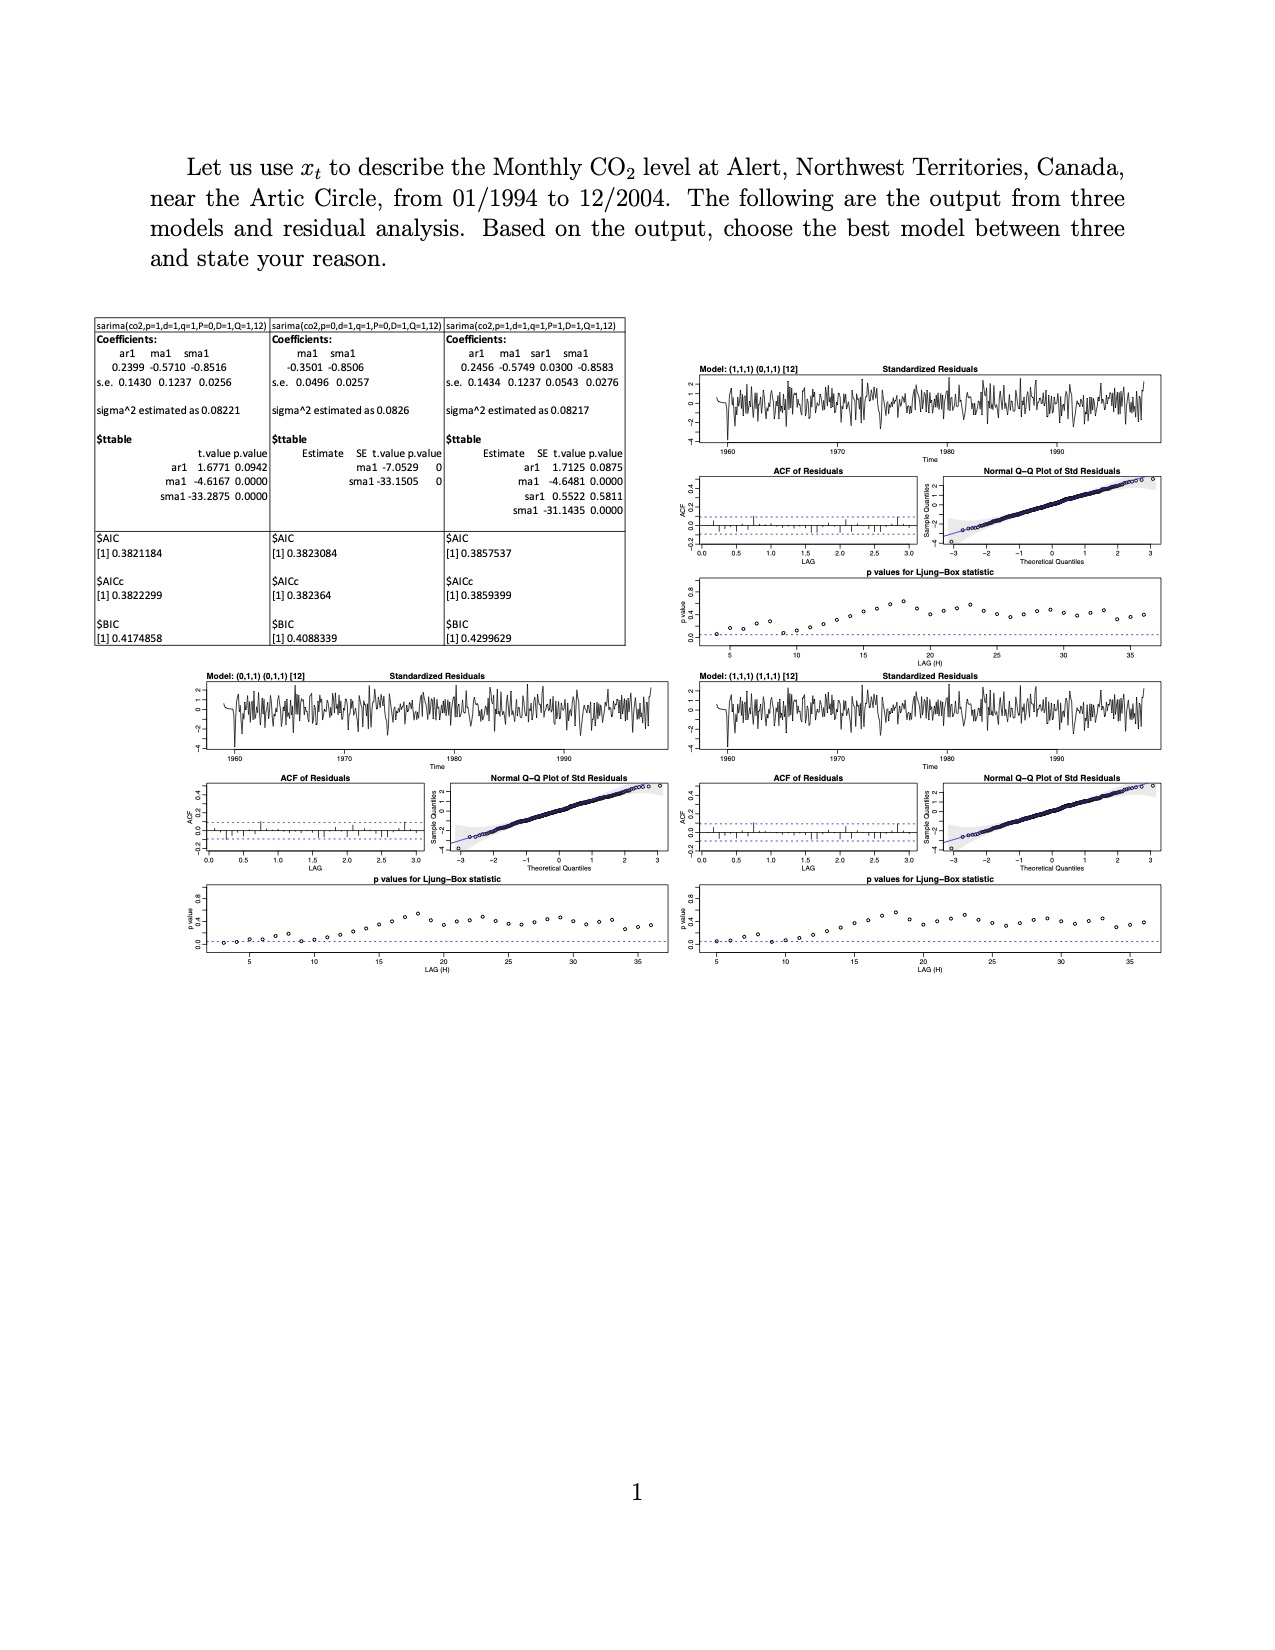 Let us use xₜ to describe the Monthly CO₂ level at Alert, Northwest Territories, Canada,
near the Artic Circle, from 01/1994 to 12/2004. The following are the output from three
models and residual analysis. Based on the output, choose the best model between three
and state your reason.
sarima(co2,p=1,d=1,q=1,P=0,D=1,Q=1,12)
Coefficients:
ar1 ma1 sma1
0.2399 -0.5710 -0.8516
s.e. 0.1430 0.1237 0.0256
sigma^2 estimated as 0.08221
$ttable
t.value p.value
ar1 1.6771 0.0942
ma1 -4.6167 0.0000
sma1 -33.2875 0.0000
$AIC
[1] 0.3821184
$AICc
[1] 0.3822299
$BIC
[1] 0.4174858
sarima(co2,p=0,d=1,q=1,P=0,D=1,Q=1,12)
Coefficients:
ma1 sma1
-0.3501 -0.8506
s.e. 0.0496 0.0257
sigma^2 estimated as 0.0826
$ttable
Estimate SE t.value p.value
ma1 -7.0529 0
sma1 -33.1505 0
$AIC
[1] 0.3823084
$AICc
[1] 0.382364
$BIC
[1] 0.4088339
sarima(co2,p=1,d=1,q=1,P=1,D=1,Q=1,12)
Coefficients:
ar1 ma1 sar1 sma1
0.2456 -0.5749 0.0300 -0.8583
s.e. 0.1434 0.1237 0.0543 0.0276
sigma^2 estimated as 0.08217
$ttable
Estimate SE t.value p.value
ar1 1.7125 0.0875
ma1 -4.6481 0.0000
sar1 0.5522 0.5811
sma1 -31.1435 0.0000
$AIC
[1] 0.3857537
$AICc
[1] 0.3859399
$BIC
[1] 0.4299629
Model: (1,1,1) (0,1,1) [12] Standardized Residuals
2
1
0
−2
−4
1960 1970 1980 1990
Time
ACF of Residuals
ACF
0.4
0.2
0.0
−0.2
0.0 0.5 1.0 1.5 2.0 2.5 3.0
LAG
Normal Q−Q Plot of Std Residuals
Sample Quantiles
2
1
0
−2
−4
−3 −2 −1 0 1 2 3
Theoretical Quantiles
p values for Ljung−Box statistic
p value
0.8
0.4
0.0
5 10 15 20 25 30 35
LAG (H)
Model: (0,1,1) (0,1,1) [12] Standardized Residuals
2
1
0
−2
−4
1960 1970 1980 1990
Time
ACF of Residuals
ACF
0.4
0.2
0.0
−0.2
0.0 0.5 1.0 1.5 2.0 2.5 3.0
LAG
Normal Q−Q Plot of Std Residuals
Sample Quantiles
2
1
0
−2
−4
−3 −2 −1 0 1 2 3
Theoretical Quantiles
p values for Ljung−Box statistic
p value
0.8
0.4
0.0
5 10 15 20 25 30 35
LAG (H)
Model: (1,1,1) (1,1,1) [12] Standardized Residuals
2
1
0
−2
−4
1960 1970 1980 1990
Time
ACF of Residuals
ACF
0.4
0.2
0.0
−0.2
0.0 0.5 1.0 1.5 2.0 2.5 3.0
LAG
Normal Q−Q Plot of Std Residuals
Sample Quantiles
2
1
0
−2
−4
−3 −2 −1 0 1 2 3
Theoretical Quantiles
p values for Ljung−Box statistic
p value
0.8
0.4
0.0
5 10 15 20 25 30 35
LAG (H)
1